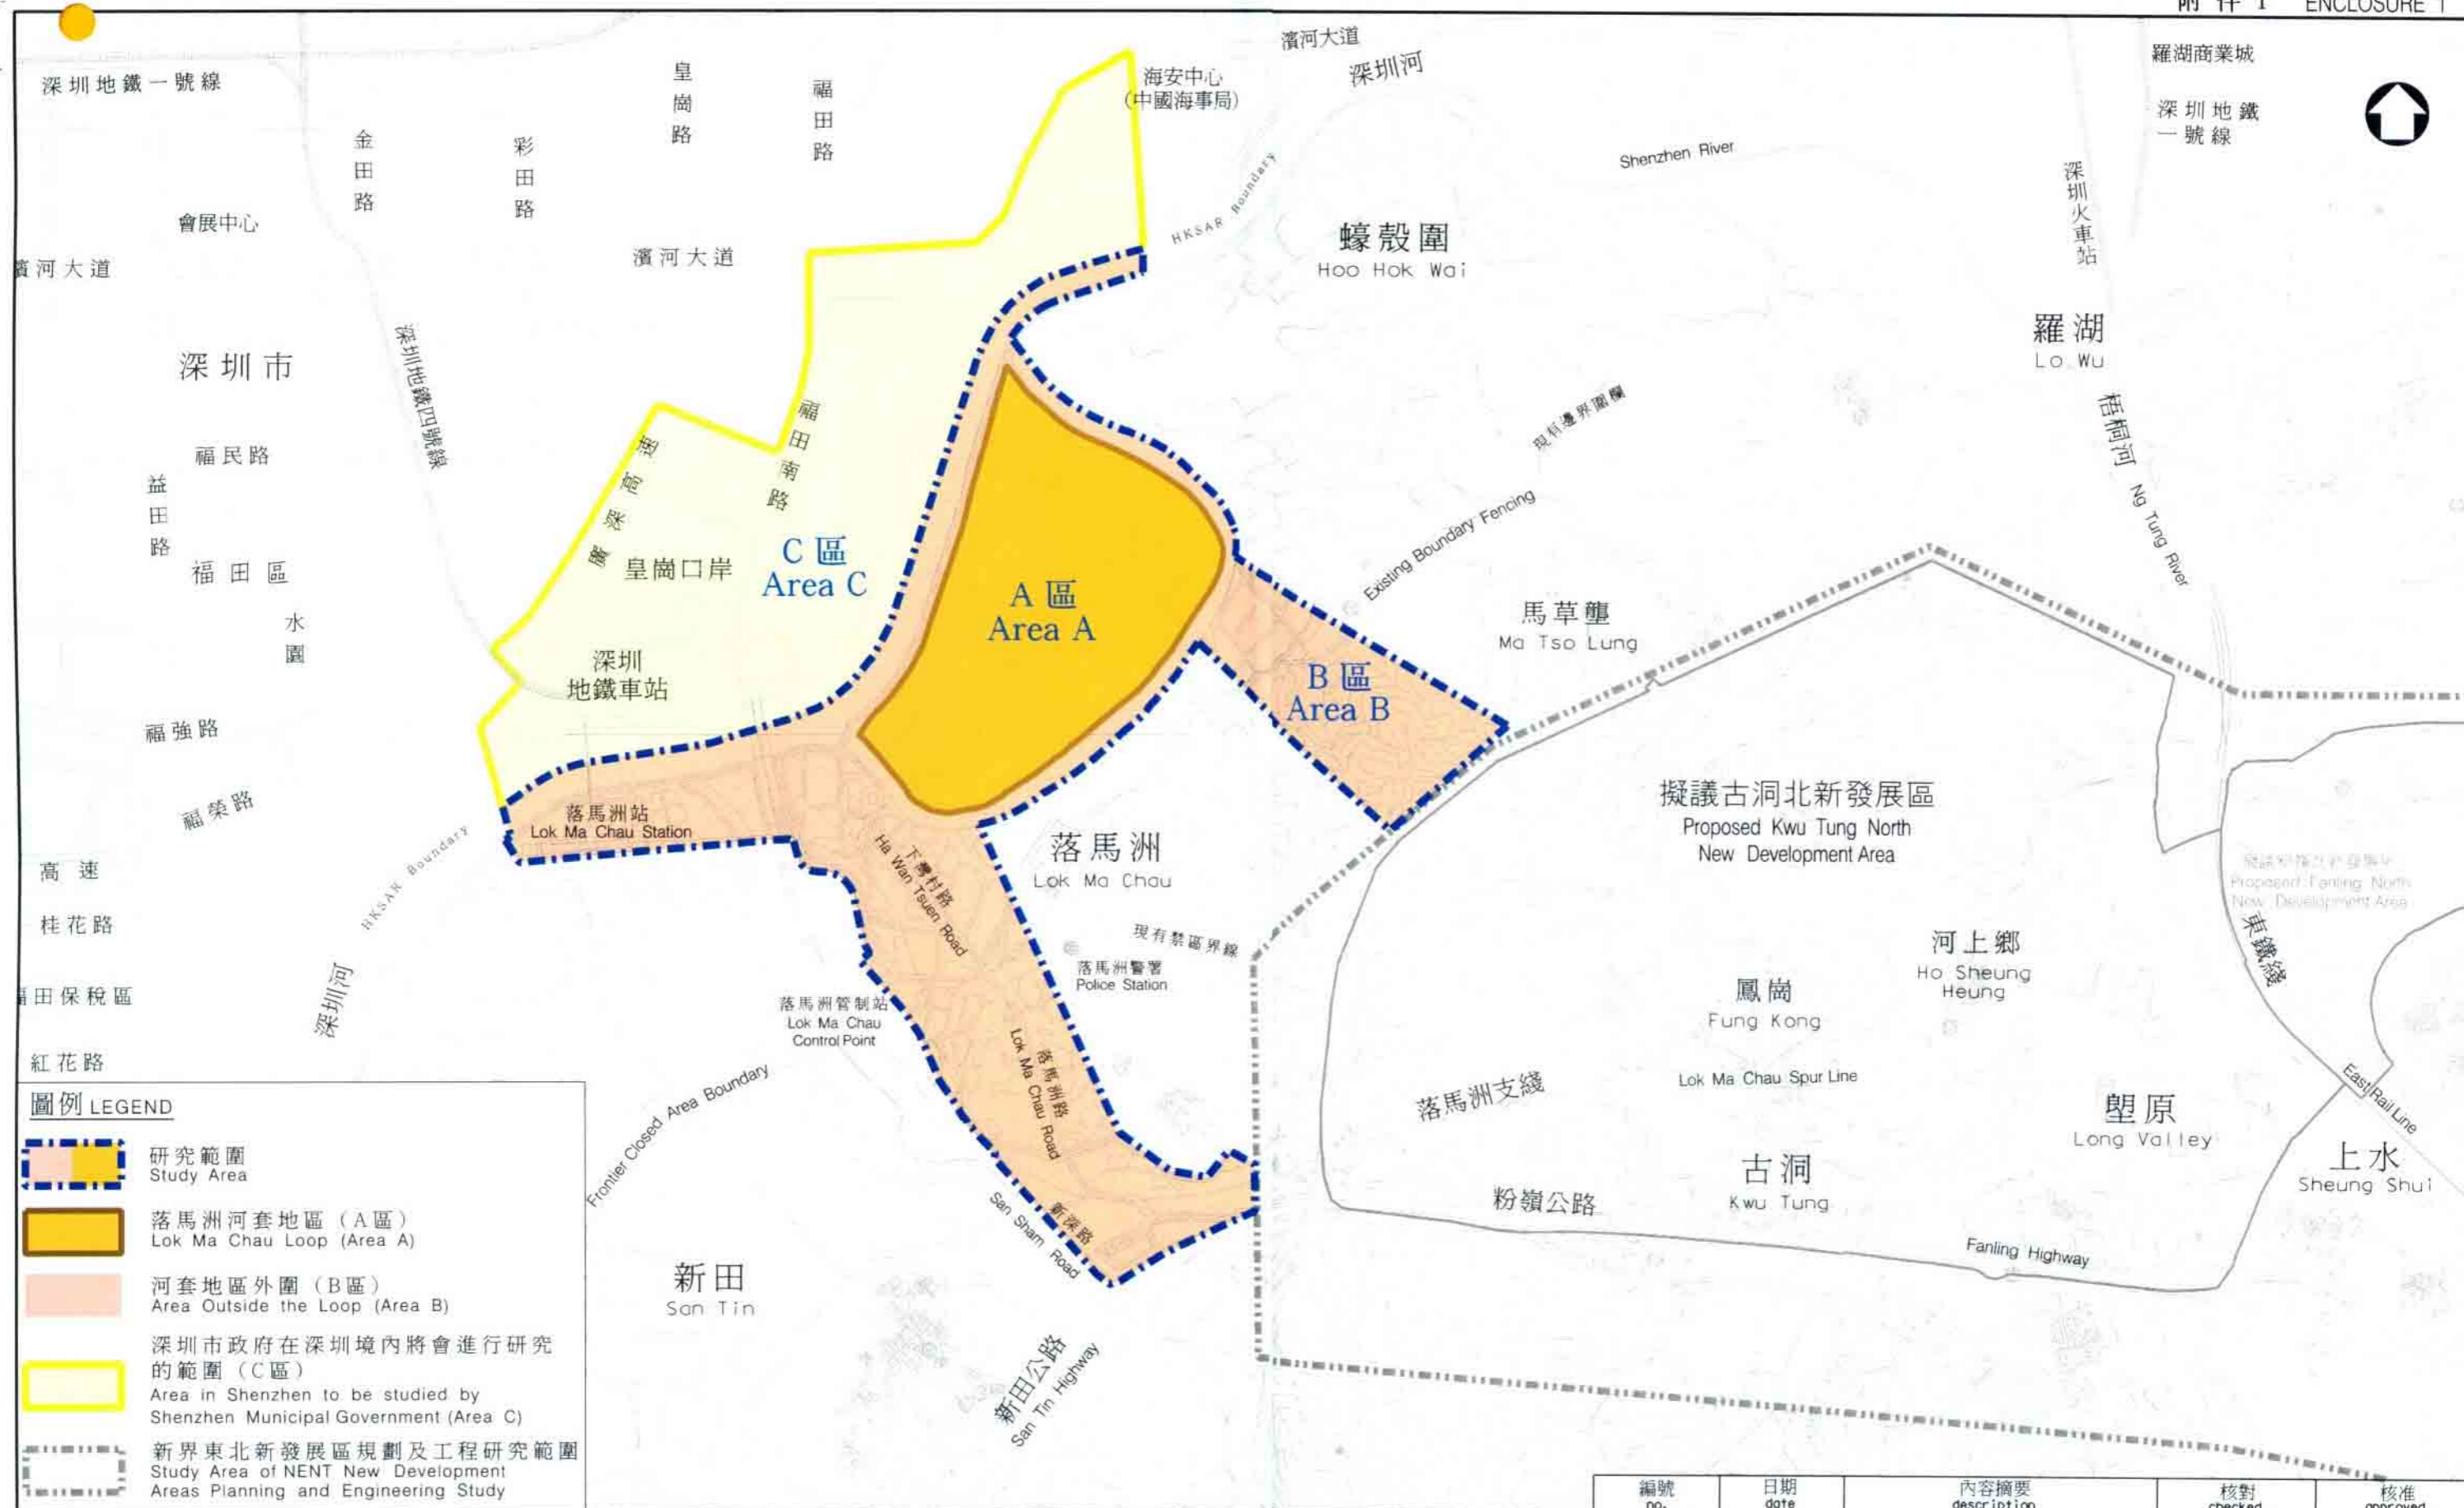 附件 1 ENCLOSURE 1
深圳地鐵一號線
皇崗路
福田路
海安中心
(中國海事局)
濱河大道
深圳河
羅湖商業城
深圳地鐵
一號線
金田路
彩田路
會展中心
濱河大道
濱河大道
HKSAR Boundary
Shenzhen River
深圳火車站
蠔殼圍
Hoo Hok Wai
羅湖
Lo Wu
深圳市
深圳地鐵四號線
福民路
益田路
福田區
水圍
廣深高速
福田南路
皇崗口岸
C 區
Area C
A 區
Area A
現有邊界圍欄
Existing Boundary Fencing
梧桐河 Ng Tung River
馬草壟
Ma Tso Lung
深圳
地鐵車站
B 區
Area B
福強路
福榮路
落馬洲站
Lok Ma Chau Station
HKSAR Boundary
高速
桂花路
福田保稅區
紅花路
深圳河
下灣村路
Ha Wan Tsuen Road
落馬洲
Lok Ma Chau
現有禁區界線
落馬洲警署
Police Station
落馬洲管制站
Lok Ma Chau
Control Point
Frontier Closed Area Boundary
落馬洲路
Lok Ma Chau Road
新深路
San Sham Road
新田
San Tin
新田公路
San Tin Highway
擬議古洞北新發展區
Proposed Kwu Tung North
New Development Area
Proposed Fanling North
New Development Area
東鐵綫
East Rail Line
河上鄉
Ho Sheung
Heung
鳳崗
Fung Kong
落馬洲支綫
Lok Ma Chau Spur Line
塱原
Long Valley
上水
Sheung Shui
古洞
Kwu Tung
粉嶺公路
Fanling Highway
圖例 LEGEND
研究範圍
Study Area
落馬洲河套地區（A區）
Lok Ma Chau Loop (Area A)
河套地區外圍（B區）
Area Outside the Loop (Area B)
深圳市政府在深圳境內將會進行研究
的範圍（C區）
Area in Shenzhen to be studied by
Shenzhen Municipal Government (Area C)
新界東北新發展區規劃及工程研究範圍
Study Area of NENT New Development
Areas Planning and Engineering Study
編號 日期 內容摘要 核對 核准
no. date description checked approved